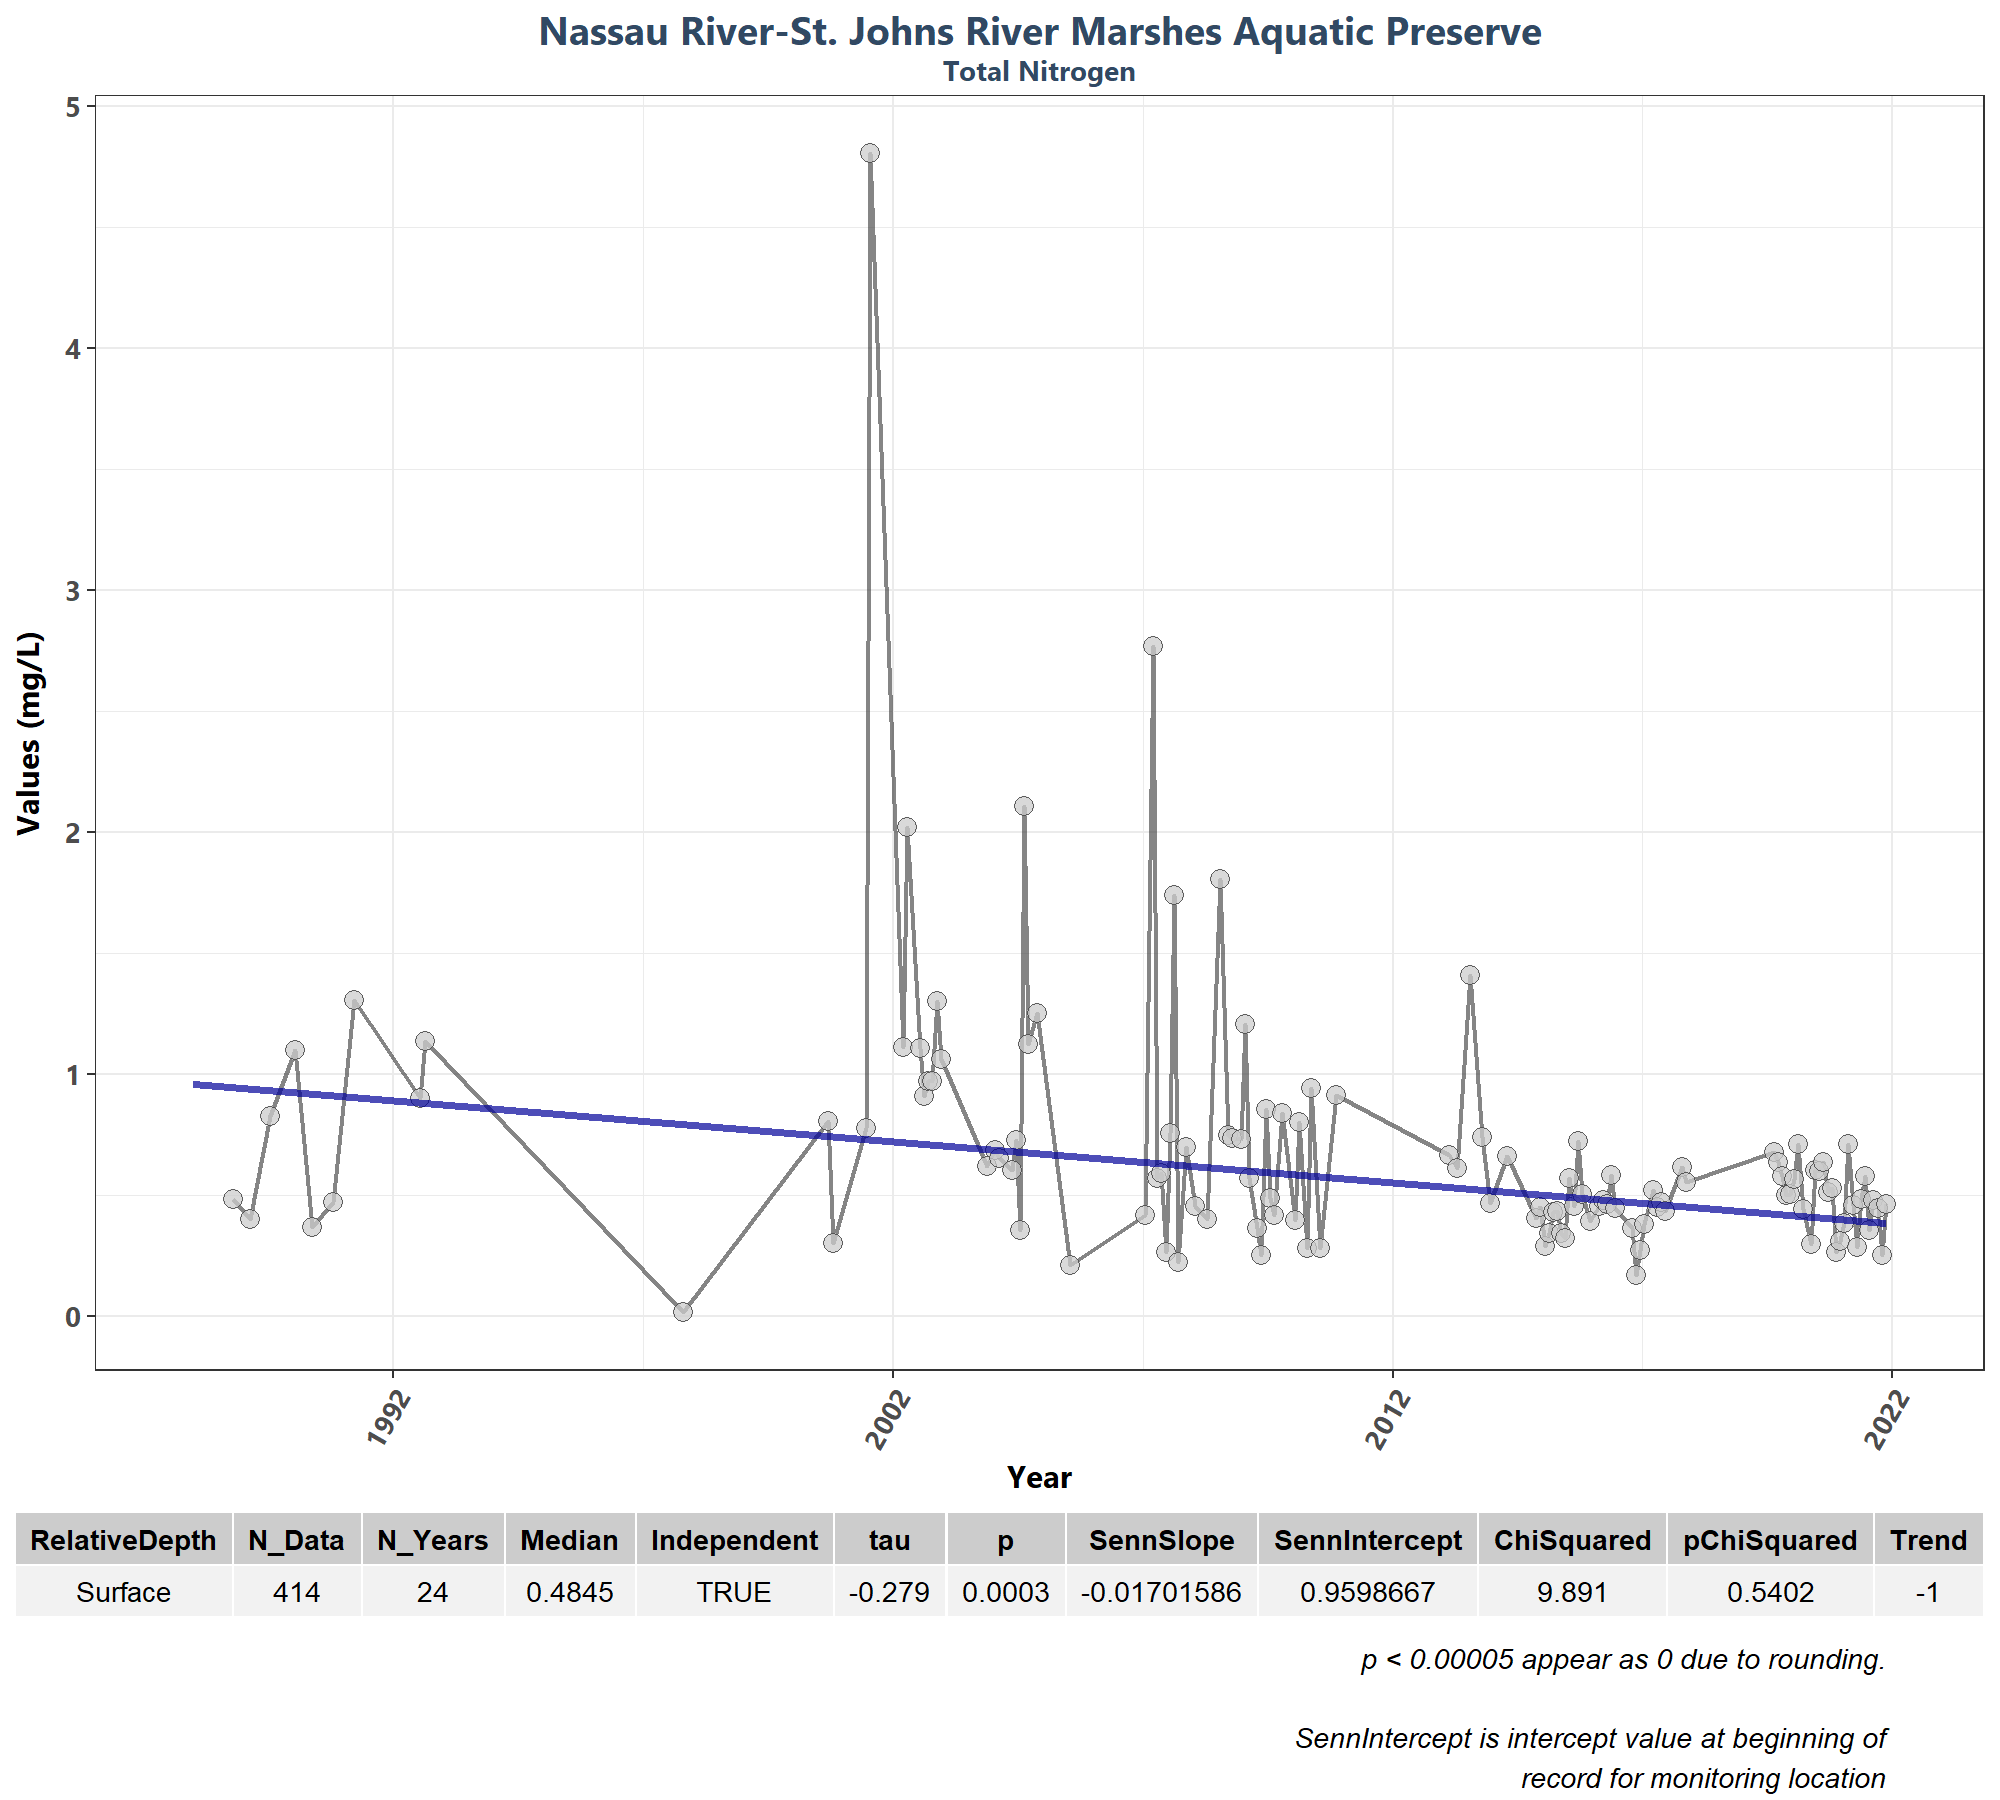 Nassau River-St. Johns River Marshes Aquatic Preserve
Total Nitrogen
5
4
3
2
1
0
Values (mg/L)
1992
2002
2012
2022
Year
RelativeDepth N_Data N_Years Median Independent tau p SennSlope SennIntercept ChiSquared pChiSquared Trend
Surface 414 24 0.4845 TRUE -0.279 0.0003 -0.01701586 0.9598667 9.891 0.5402 -1
p < 0.00005 appear as 0 due to rounding.
SennIntercept is intercept value at beginning of
record for monitoring location